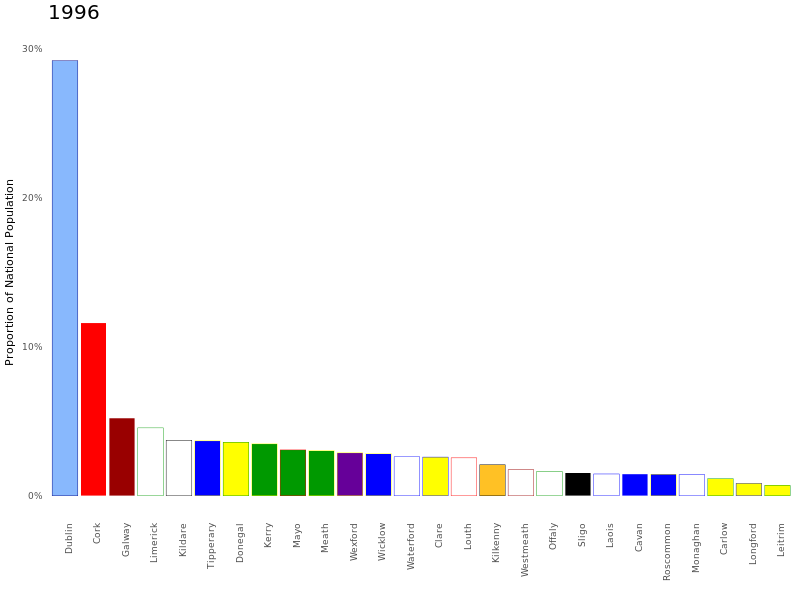 1996
Proportion of National Population
30%
20%
10%
0%
Dublin
Cork
Galway
Limerick
Kildare
Tipperary
Donegal
Kerry
Mayo
Meath
Wexford
Wicklow
Waterford
Clare
Louth
Kilkenny
Westmeath
Offaly
Sligo
Laois
Cavan
Roscommon
Monaghan
Carlow
Longford
Leitrim